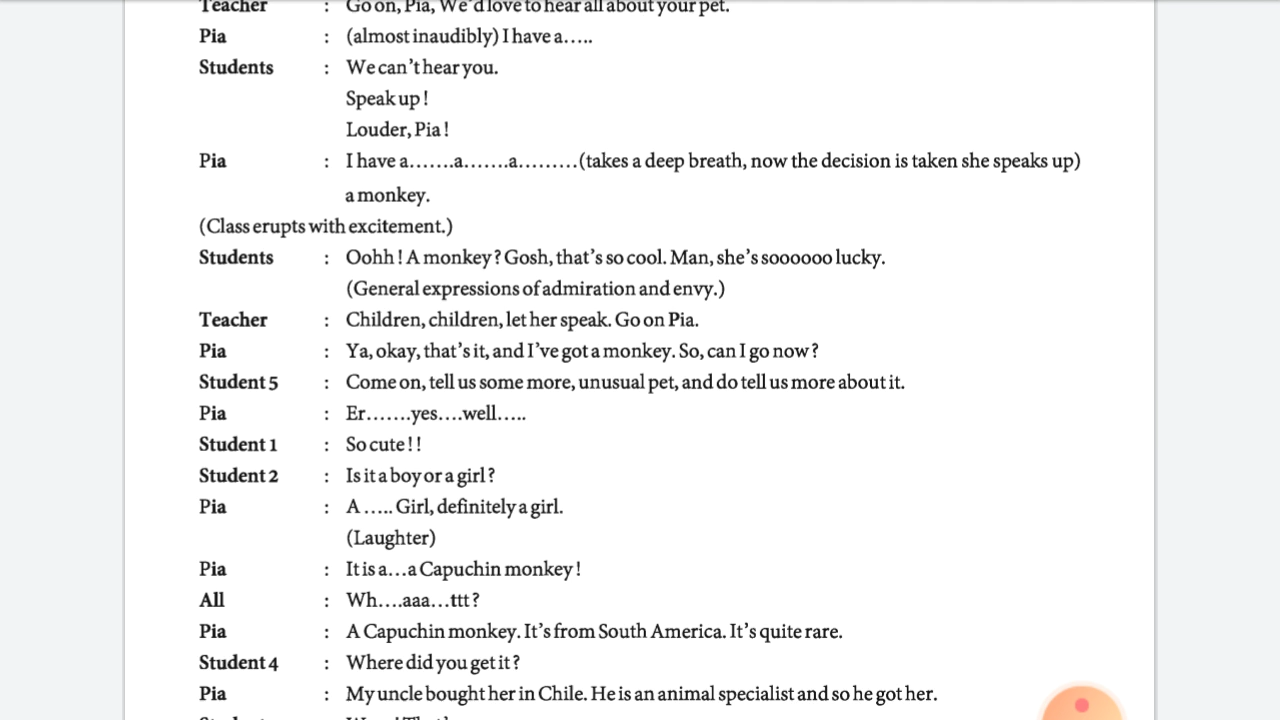 Teacher : Go on, Pia, We'd love to hear all about your pet.
Pia : (almost inaudibly) I have a.....
Students : We can't hear you.
Speak up !
Louder, Pia !
Pia : I have a.......a.......a.........(takes a deep breath, now the decision is taken she speaks up)
a monkey.
(Class erupts with excitement.)
Students : Oohh ! A monkey ? Gosh, that's so cool. Man, she's soooooo lucky.
(General expressions of admiration and envy.)
Teacher : Children, children, let her speak. Go on Pia.
Pia : Ya, okay, that's it, and I've got a monkey. So, can I go now ?
Student 5 : Come on, tell us some more, unusual pet, and do tell us more about it.
Pia : Er.......yes....well.....
Student 1 : So cute ! !
Student 2 : Is it a boy or a girl ?
Pia : A ..... Girl, definitely a girl.
(Laughter)
Pia : It is a...a Capuchin monkey !
All : Wh....aaa...ttt ?
Pia : A Capuchin monkey. It's from South America. It's quite rare.
Student 4 : Where did you get it ?
Pia : My uncle bought her in Chile. He is an animal specialist and so he got her.